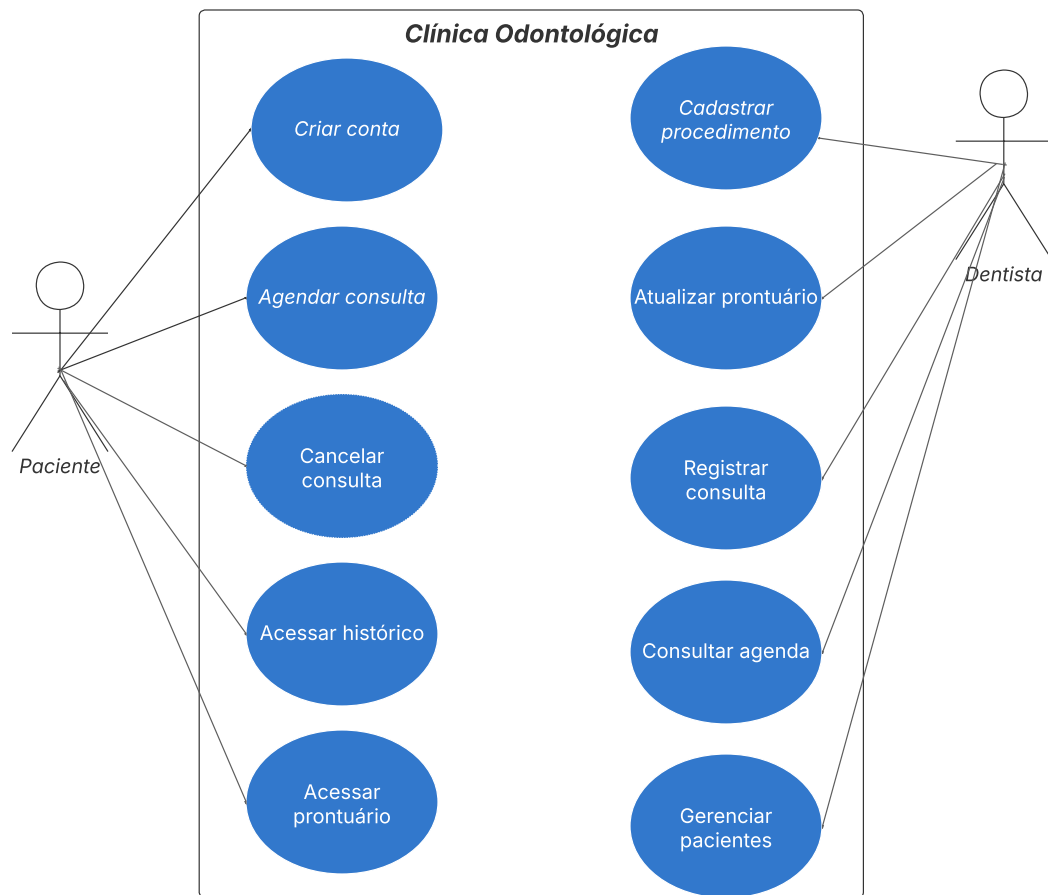 Clínica Odontológica
Criar conta
Agendar consulta
Cancelar
consulta
Acessar histórico
Acessar
prontuário
Cadastrar
procedimento
Atualizar prontuário
Registrar
consulta
Consultar agenda
Gerenciar
pacientes
Paciente
Dentista